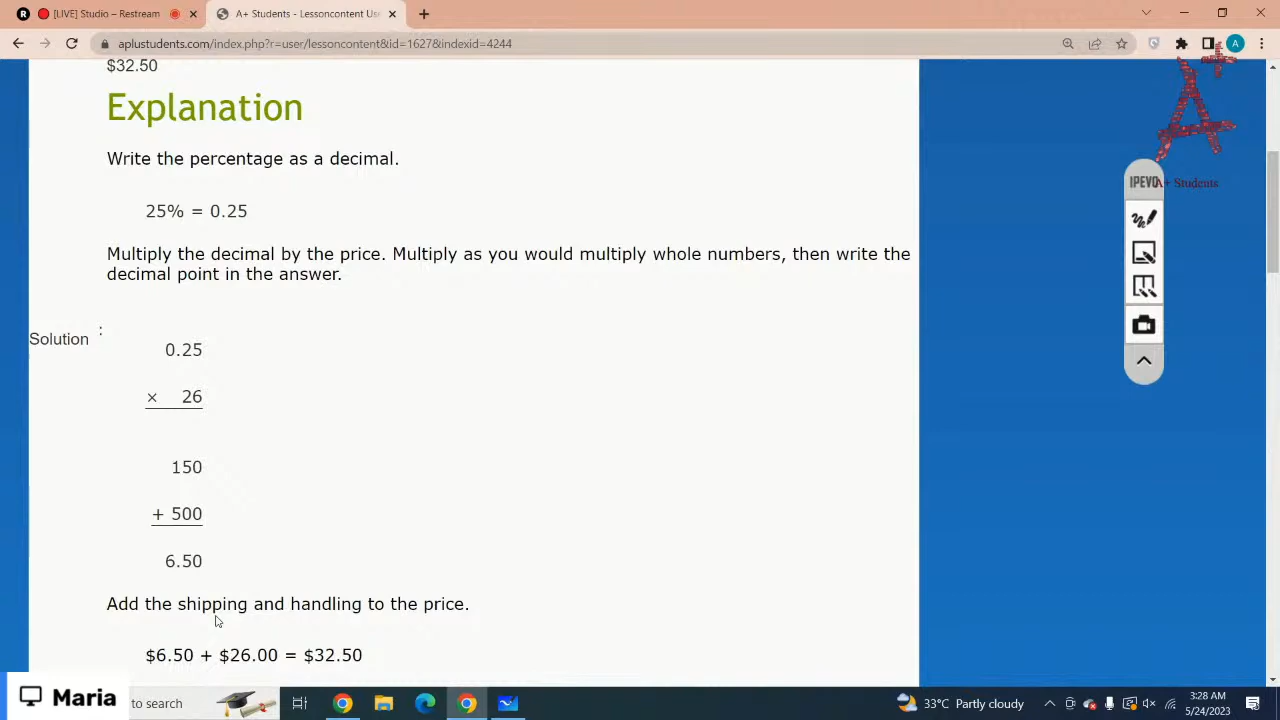 [LIVE] Studio – Restream
A+ Students - Lessoncontent Use
aplustudents.com/index.php?r=user/lessoncontent&id=1627&indexid=4244
A
$32.50
Explanation
Write the percentage as a decimal.
25% = 0.25
Multiply the decimal by the price. Multiply as you would multiply whole numbers, then write the
decimal point in the answer.
Solution :
0.25
× 26
150
+ 500
6.50
Add the shipping and handling to the price.
$6.50 + $26.00 = $32.50
A+
IPEVO
A+ Students
Maria
to search
33°C Partly cloudy
3:28 AM
5/24/2023